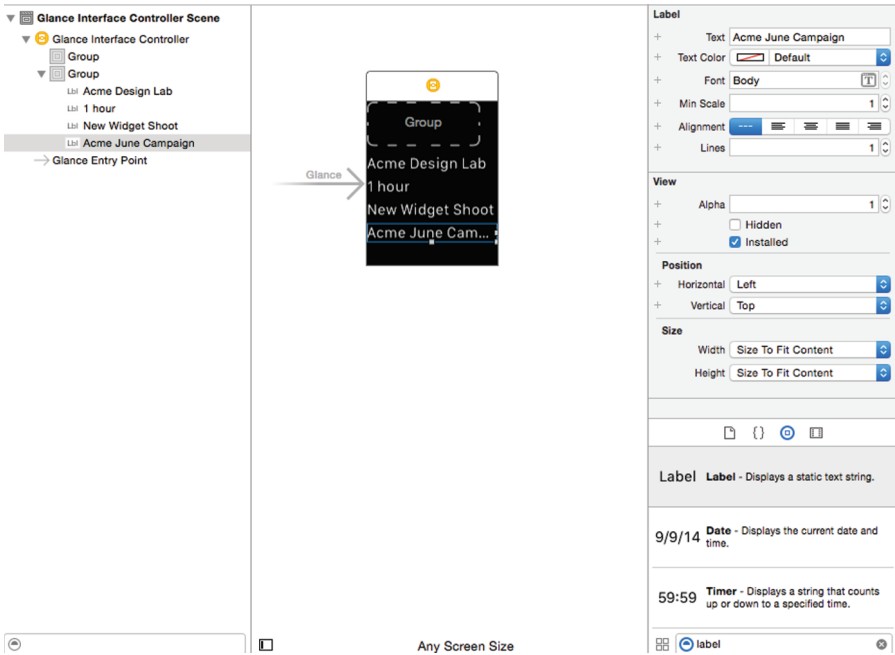 Glance Interface Controller Scene
Glance Interface Controller
Group
Group
Lbl Acme Design Lab
Lbl 1 hour
Lbl New Widget Shoot
Lbl Acme June Campaign
Glance Entry Point
Glance
Group
Acme Design Lab
1 hour
New Widget Shoot
Acme June Cam...
Any Screen Size
Label
+ Text Acme June Campaign
+ Text Color Default
+ Font Body T
+ Min Scale 1
+ Alignment ---
+ Lines 1
View
+ Alpha 1
+ Hidden
+ Installed
Position
+ Horizontal Left
+ Vertical Top
Size
Width Size To Fit Content
Height Size To Fit Content
{}
Label Label - Displays a static text string.
9/9/14 Date - Displays the current date and
time.
59:59 Timer - Displays a string that counts
up or down to a specified time.
label